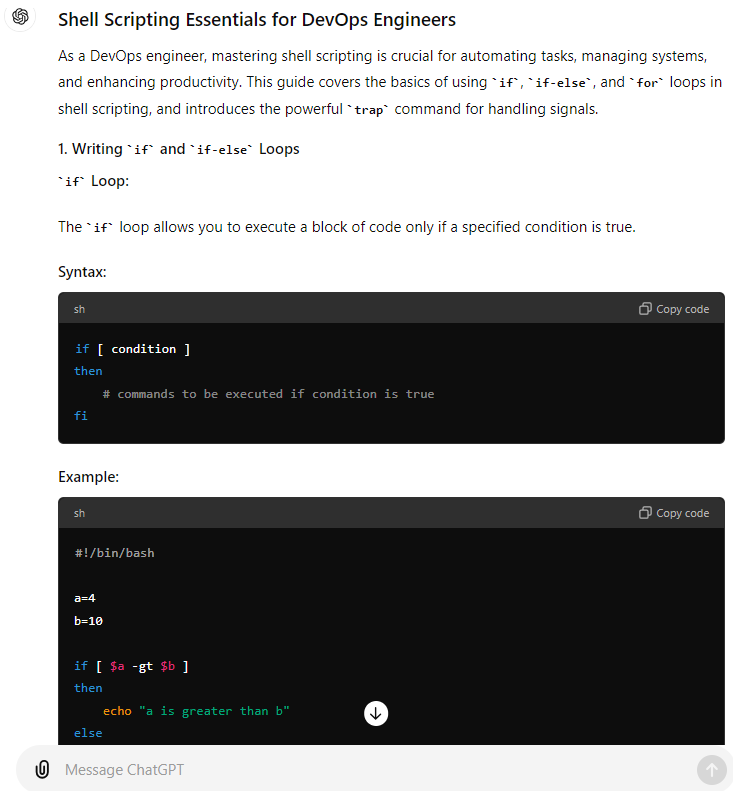 Shell Scripting Essentials for DevOps Engineers
As a DevOps engineer, mastering shell scripting is crucial for automating tasks, managing systems,
and enhancing productivity. This guide covers the basics of using `if`, `if-else`, and `for` loops in
shell scripting, and introduces the powerful `trap` command for handling signals.
1. Writing `if` and `if-else` Loops
`if` Loop:
The `if` loop allows you to execute a block of code only if a specified condition is true.
Syntax:
sh Copy code
if [ condition ]
then
    # commands to be executed if condition is true
fi
Example:
sh Copy code
#!/bin/bash
a=4
b=10
if [ $a -gt $b ]
then
    echo "a is greater than b"
else
Message ChatGPT